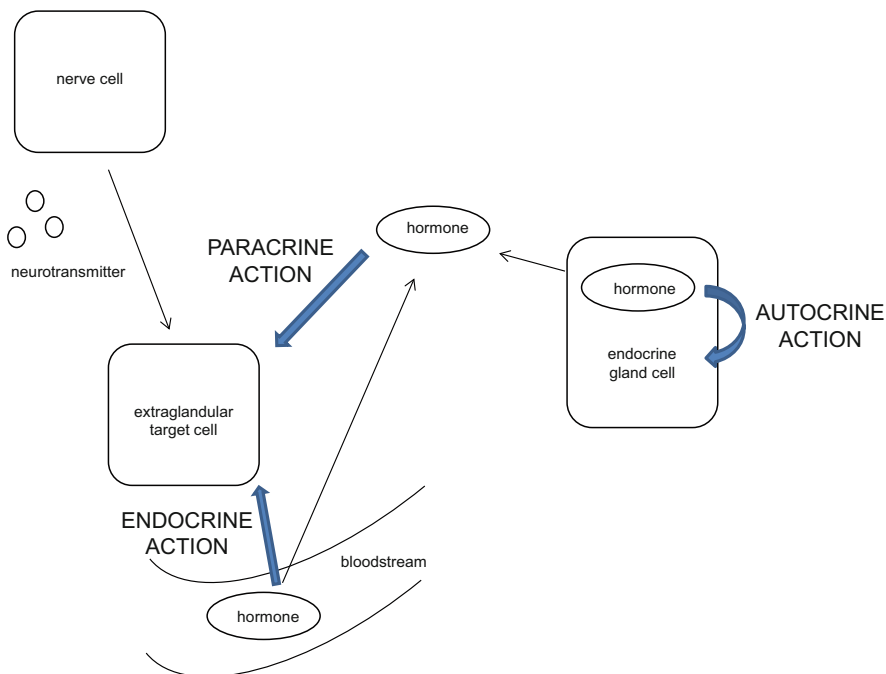 nerve cell
neurotransmitter
hormone
PARACRINE
ACTION
hormone
AUTOCRINE
ACTION
endocrine
gland cell
extraglandular
target cell
ENDOCRINE
ACTION
bloodstream
hormone